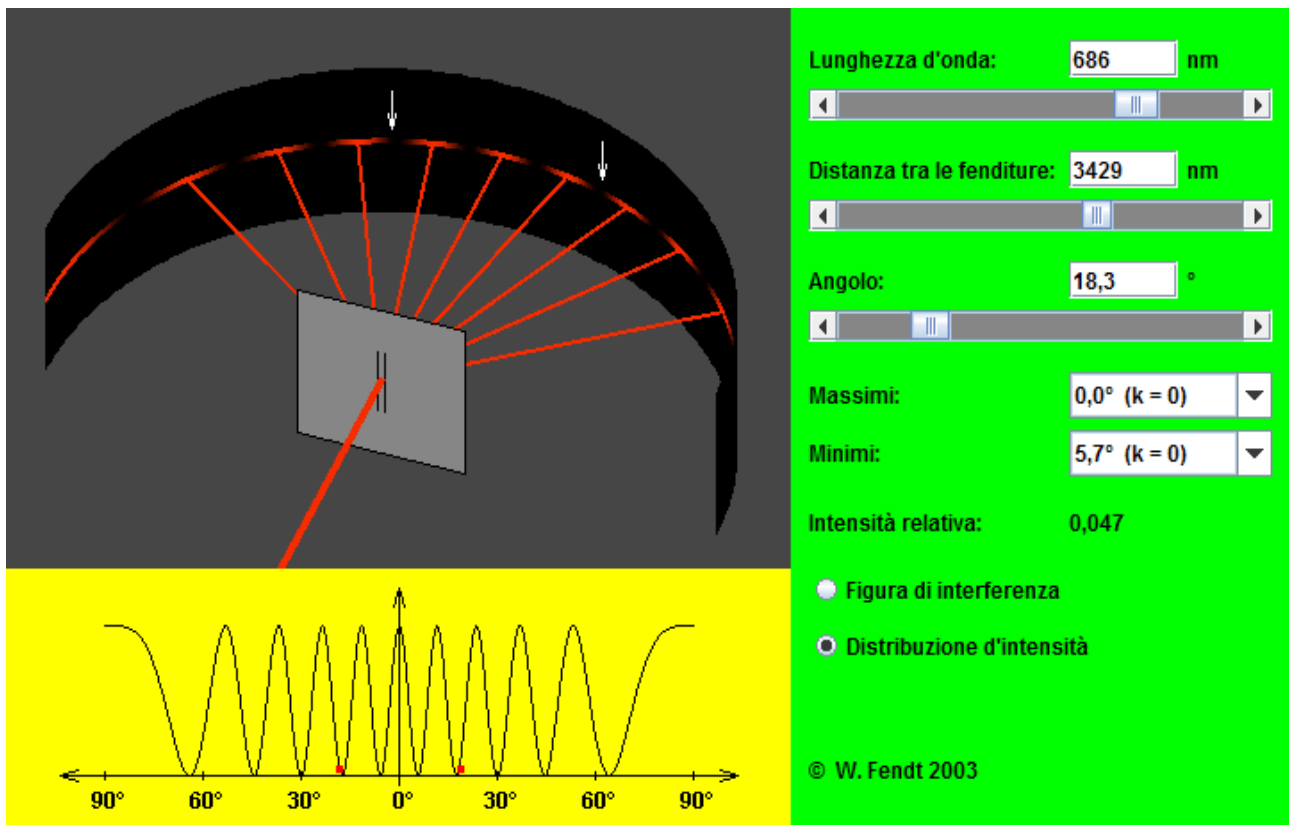 Lunghezza d'onda: 686 nm
Distanza tra le fenditure: 3429 nm
Angolo: 18,3 °
Massimi: 0,0° (k = 0)
Minimi: 5,7° (k = 0)
Intensità relativa: 0,047
Figura di interferenza
Distribuzione d'intensità
© W. Fendt 2003
90° 60° 30° 0° 30° 60° 90°